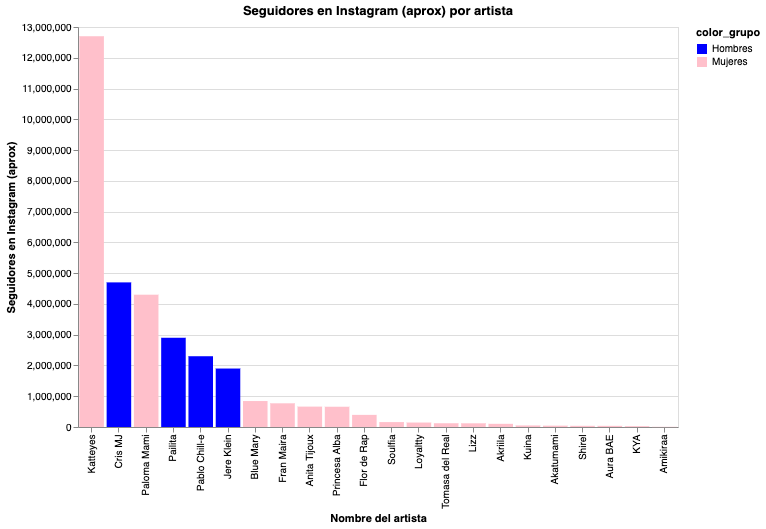 Seguidores en Instagram (aprox) por artista
color_grupo
Hombres
Mujeres
Seguidores en Instagram (aprox)
13,000,000
12,000,000
11,000,000
10,000,000
9,000,000
8,000,000
7,000,000
6,000,000
5,000,000
4,000,000
3,000,000
2,000,000
1,000,000
0
Katteyes
Cris MJ
Paloma Mami
Pailita
Pablo Chill-e
Jere Klein
Blue Mary
Fran Maira
Anita Tijoux
Princesa Alba
Flor de Rap
Soulfia
Loyaltty
Tomasa del Real
Lizz
Akriila
Kuina
Akatumami
Shirel
Aura BAE
KYA
Amikiraa
Nombre del artista